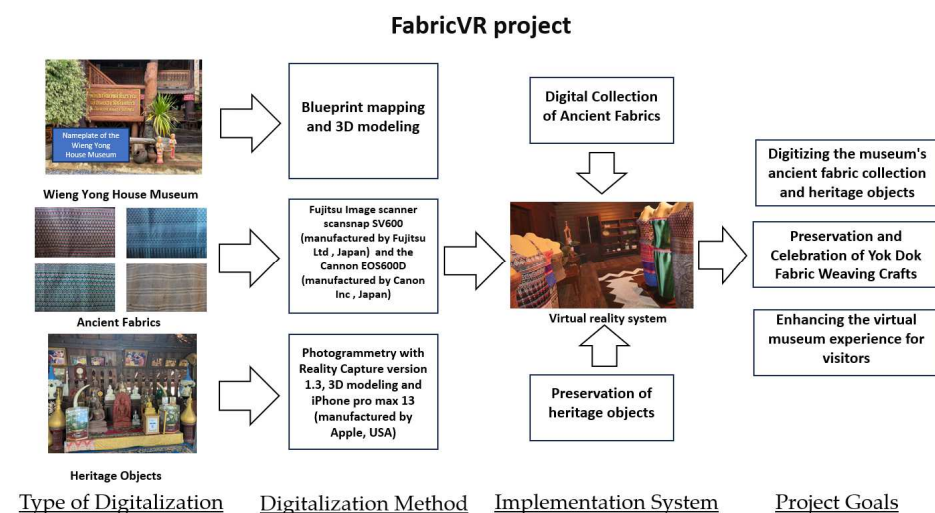 FabricVR project
Nameplate of the
Wieng Yong
House Museum
Wieng Yong House Museum
Blueprint mapping
and 3D modeling
Ancient Fabrics
Fujitsu Image scanner
scansnap SV600
(manufactured by Fujitsu
Ltd , Japan) and the
Cannon EOS600D
(manufactured by Canon
Inc , Japan)
Heritage Objects
Photogrammetry with
Reality Capture version
1.3, 3D modeling and
iPhone pro max 13
(manufactured by
Apple, USA)
Digital Collection
of Ancient Fabrics
Virtual reality system
Preservation of
heritage objects
Digitizing the museum's
ancient fabric collection
and heritage objects
Preservation and
Celebration of Yok Dok
Fabric Weaving Crafts
Enhancing the virtual
museum experience for
visitors
Type of Digitalization
Digitalization Method
Implementation System
Project Goals